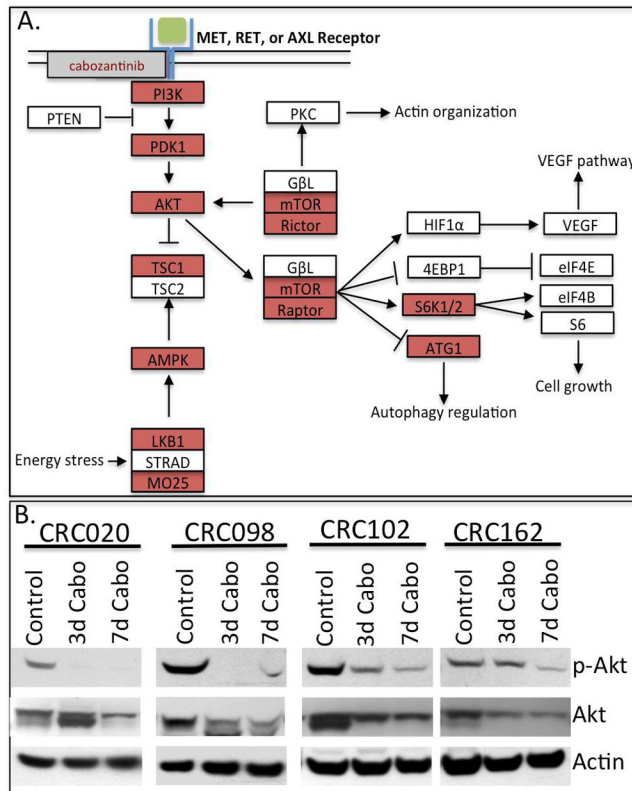 A.
MET, RET, or AXL Receptor
cabozantinib
PI3K
PTEN
PDK1
AKT
TSC1
TSC2
AMPK
Energy stress
LKB1
STRAD
MO25
PKC
Actin organization
GβL
mTOR
Rictor
GβL
mTOR
Raptor
VEGF pathway
HIF1α
VEGF
4EBP1
eIF4E
S6K1/2
eIF4B
S6
ATG1
Cell growth
Autophagy regulation
B.
CRC020
CRC098
CRC102
CRC162
Control
3d Cabo
7d Cabo
Control
3d Cabo
7d Cabo
Control
3d Cabo
7d Cabo
Control
3d Cabo
7d Cabo
p-Akt
Akt
Actin